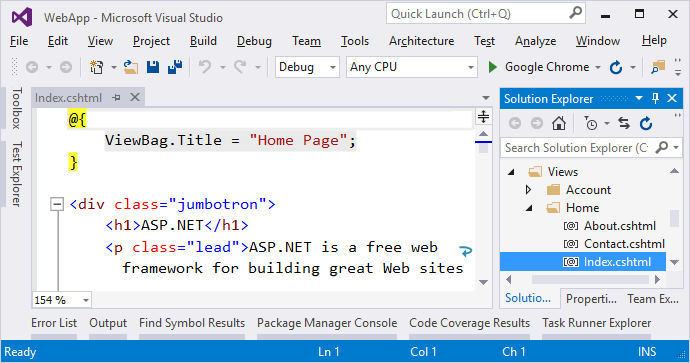 WebApp - Microsoft Visual Studio
Quick Launch (Ctrl+Q)
File Edit View Project Build Debug Team Tools Architecture Test Analyze Window Help
Debug Any CPU Google Chrome
Toolbox
Test Explorer
Index.cshtml
@{
ViewBag.Title = "Home Page";
}
<div class="jumbotron">
<h1>ASP.NET</h1>
<p class="lead">ASP.NET is a free web
framework for building great Web sites
154 %
Solution Explorer
Search Solution Explorer (C
Views
Account
Home
[@] About.cshtml
[@] Contact.cshtml
[@] Index.cshtml
Solutio... Properti... Team Ex...
Error List Output Find Symbol Results Package Manager Console Code Coverage Results Task Runner Explorer
Ready Ln 1 Col 1 Ch 1 INS